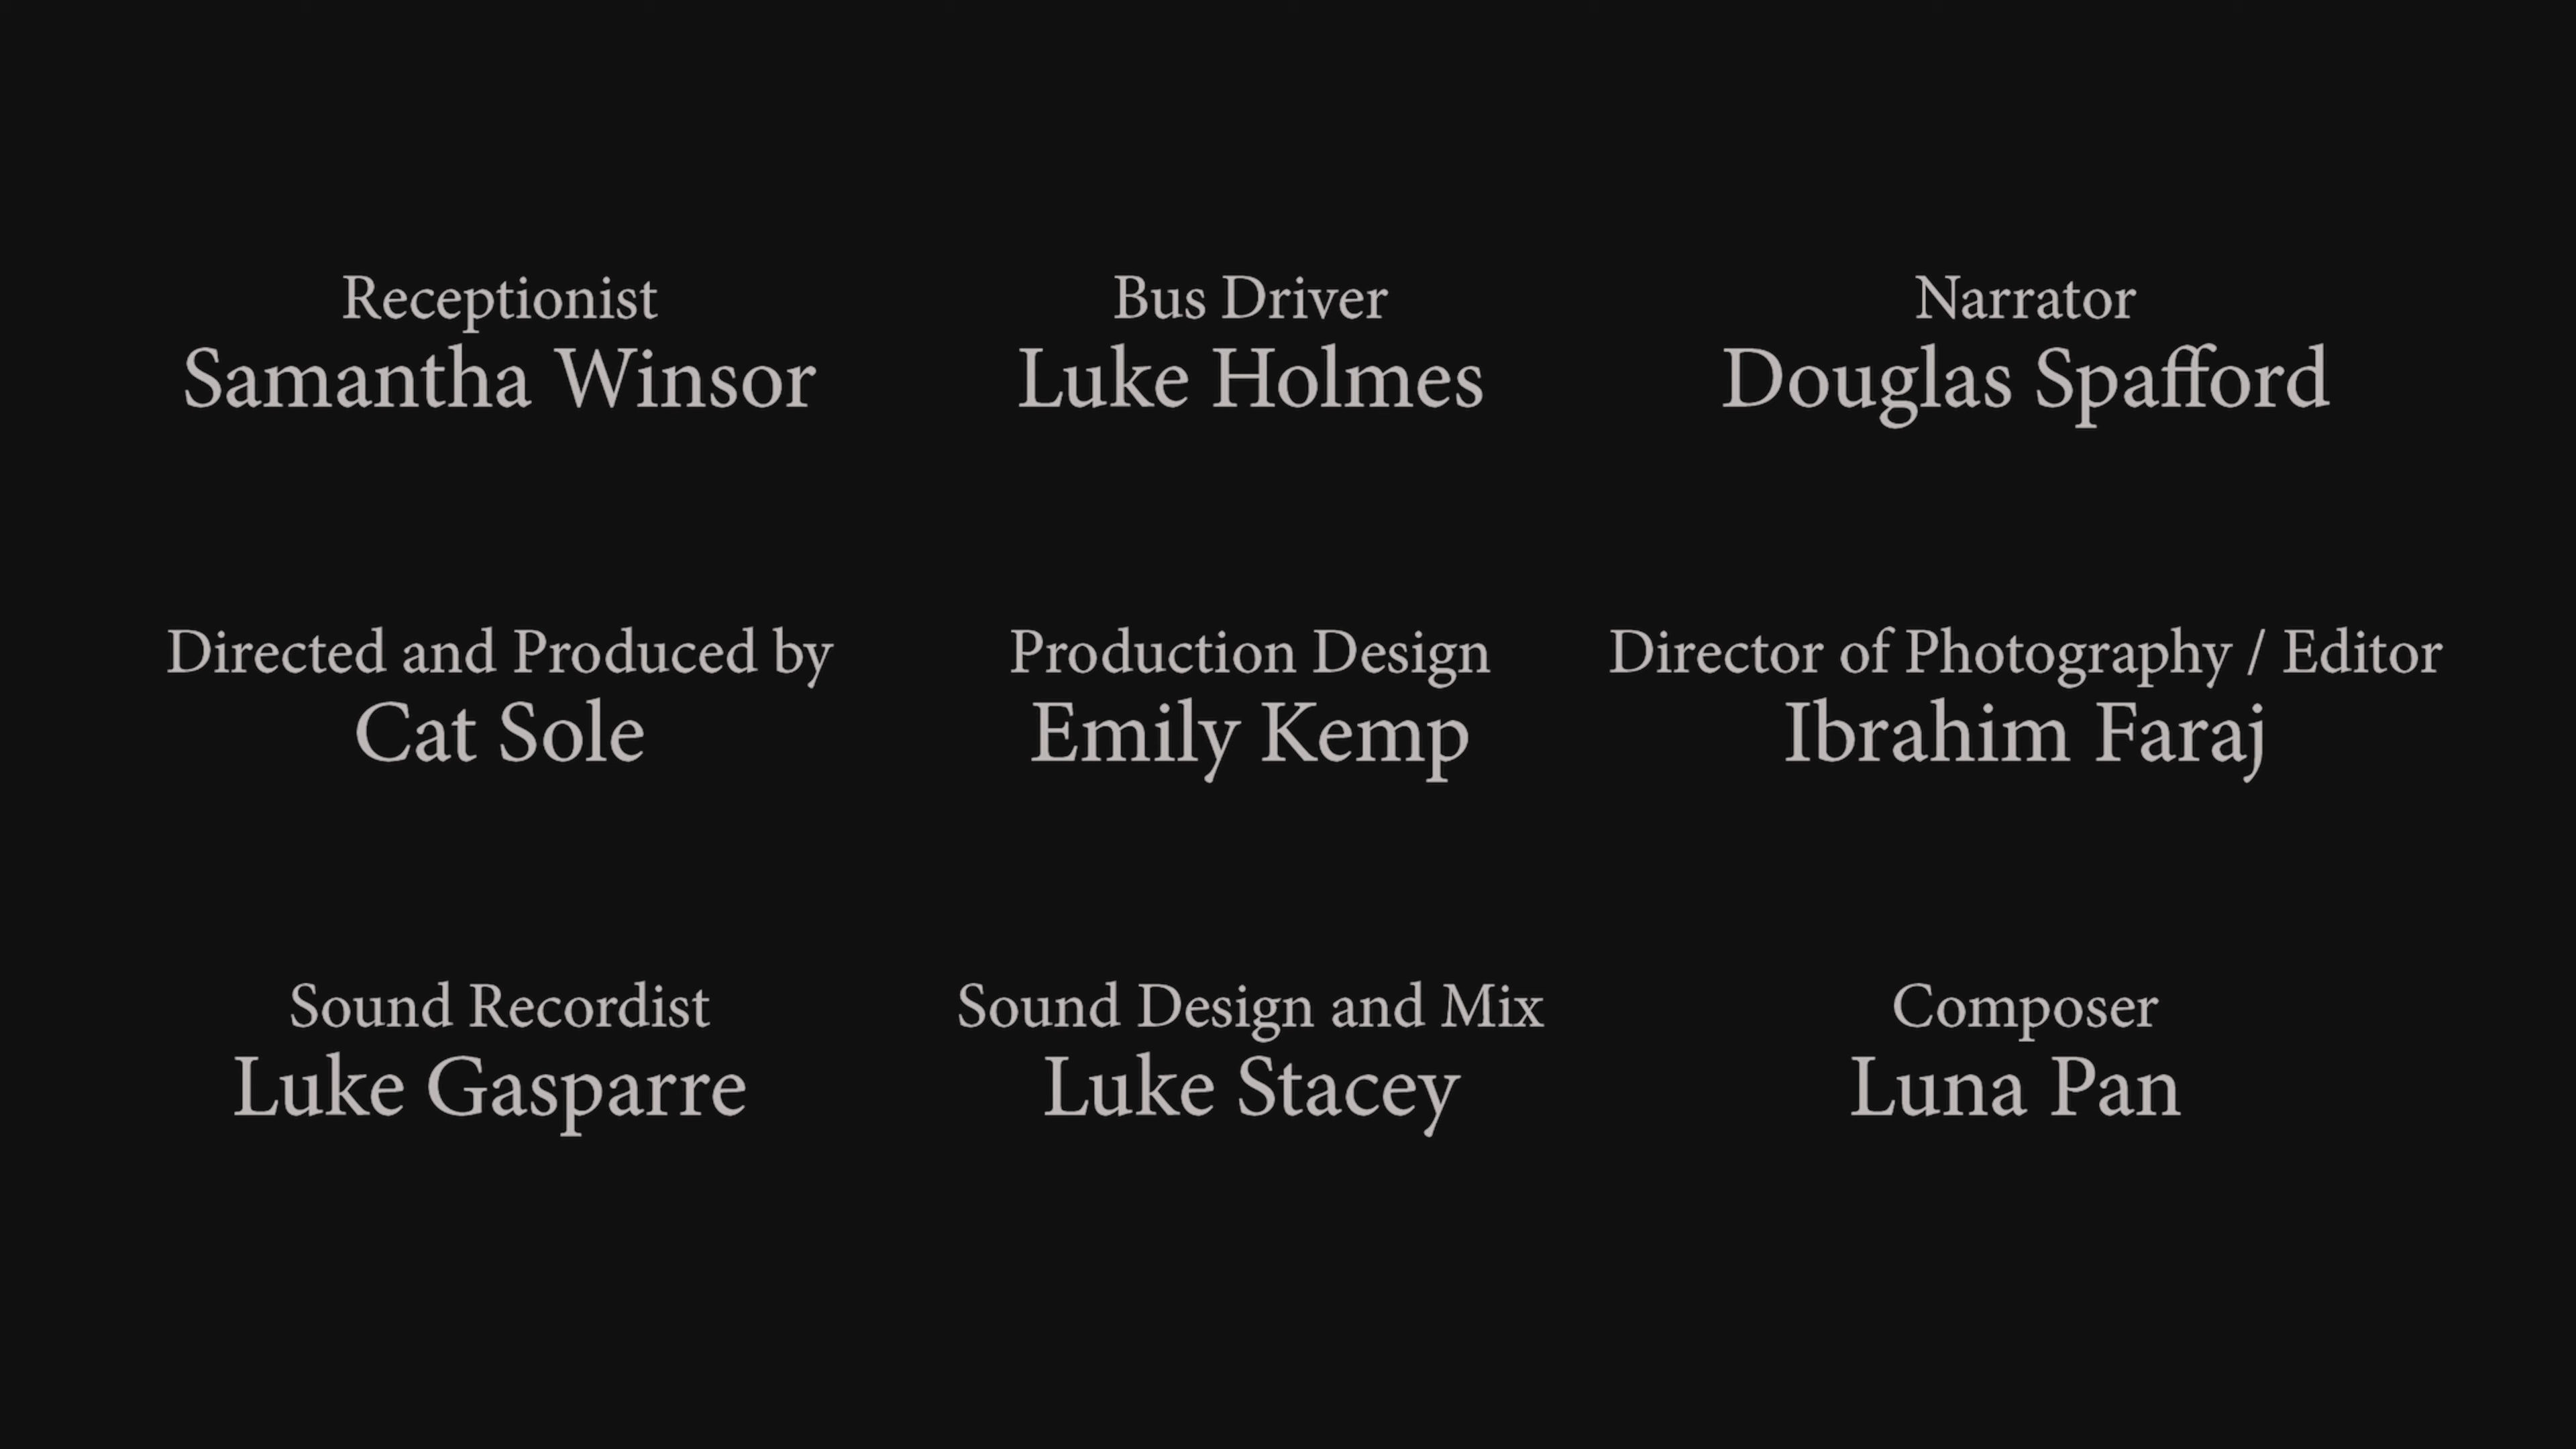 Receptionist
Samantha Winsor
Bus Driver
Luke Holmes
Narrator
Douglas Spafford
Directed and Produced by
Cat Sole
Production Design
Emily Kemp
Director of Photography / Editor
Ibrahim Faraj
Sound Recordist
Luke Gasparre
Sound Design and Mix
Luke Stacey
Composer
Luna Pan